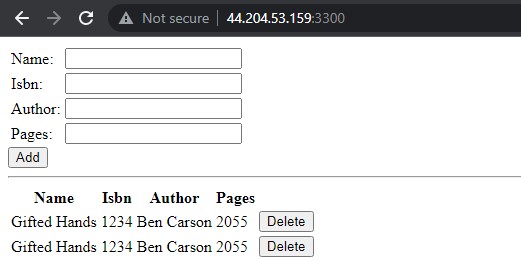 Not secure | 44.204.53.159:3300
Name:
Isbn:
Author:
Pages:
Add
Name Isbn Author Pages
Gifted Hands 1234 Ben Carson 2055 Delete
Gifted Hands 1234 Ben Carson 2055 Delete